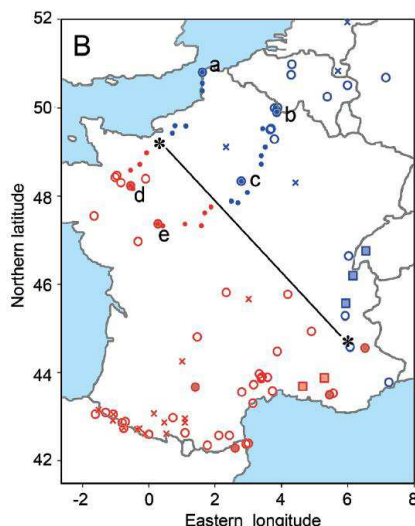 B
52
50
48
46
44
42
Northern latitude
a
b
c
d
e
*
*
-2 0 2 4 6 8
Eastern longitude